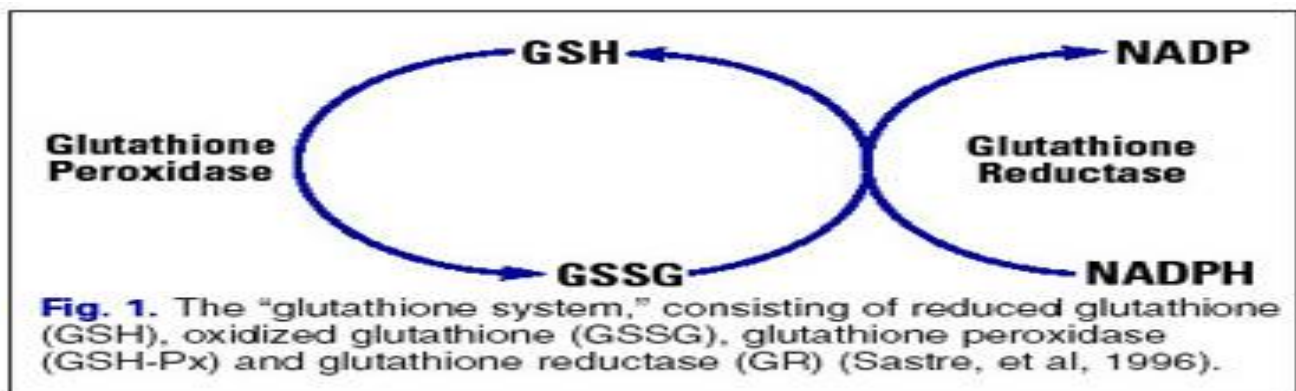 GSH
NADP
Glutathione
Peroxidase
Glutathione
Reductase
GSSG
NADPH
Fig. 1. The "glutathione system," consisting of reduced glutathione
(GSH), oxidized glutathione (GSSG), glutathione peroxidase
(GSH-Px) and glutathione reductase (GR) (Sastre, et al, 1996).